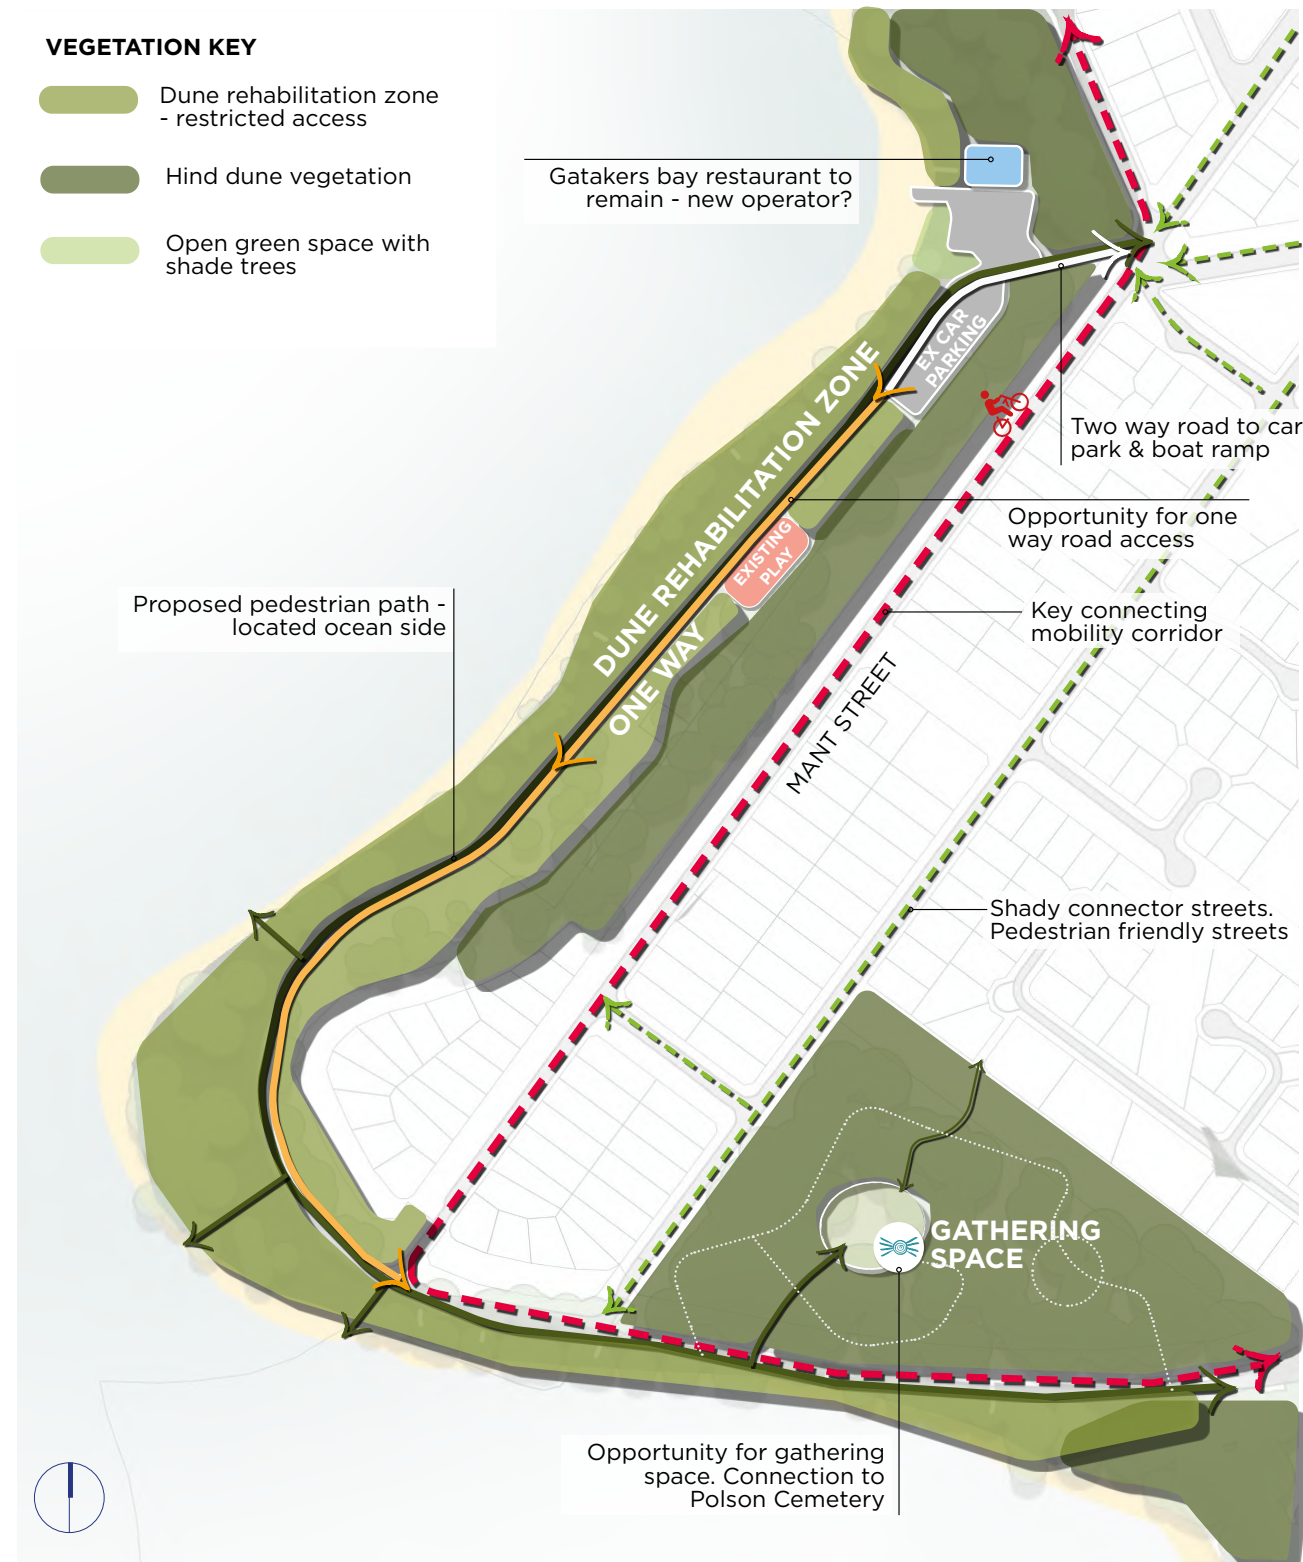 VEGETATION KEY
Dune rehabilitation zone
- restricted access
Hind dune vegetation
Open green space with
shade trees
Gatakers bay restaurant to
remain - new operator?
EX CAR
PARKING
Two way road to car
park & boat ramp
DUNE REHABILITATION ZONE
Opportunity for one
way road access
EXISTING
PLAY
ONE WAY
Proposed pedestrian path -
located ocean side
Key connecting
mobility corridor
MANT STREET
Shady connector streets.
Pedestrian friendly streets
GATHERING
SPACE
Opportunity for gathering
space. Connection to
Polson Cemetery